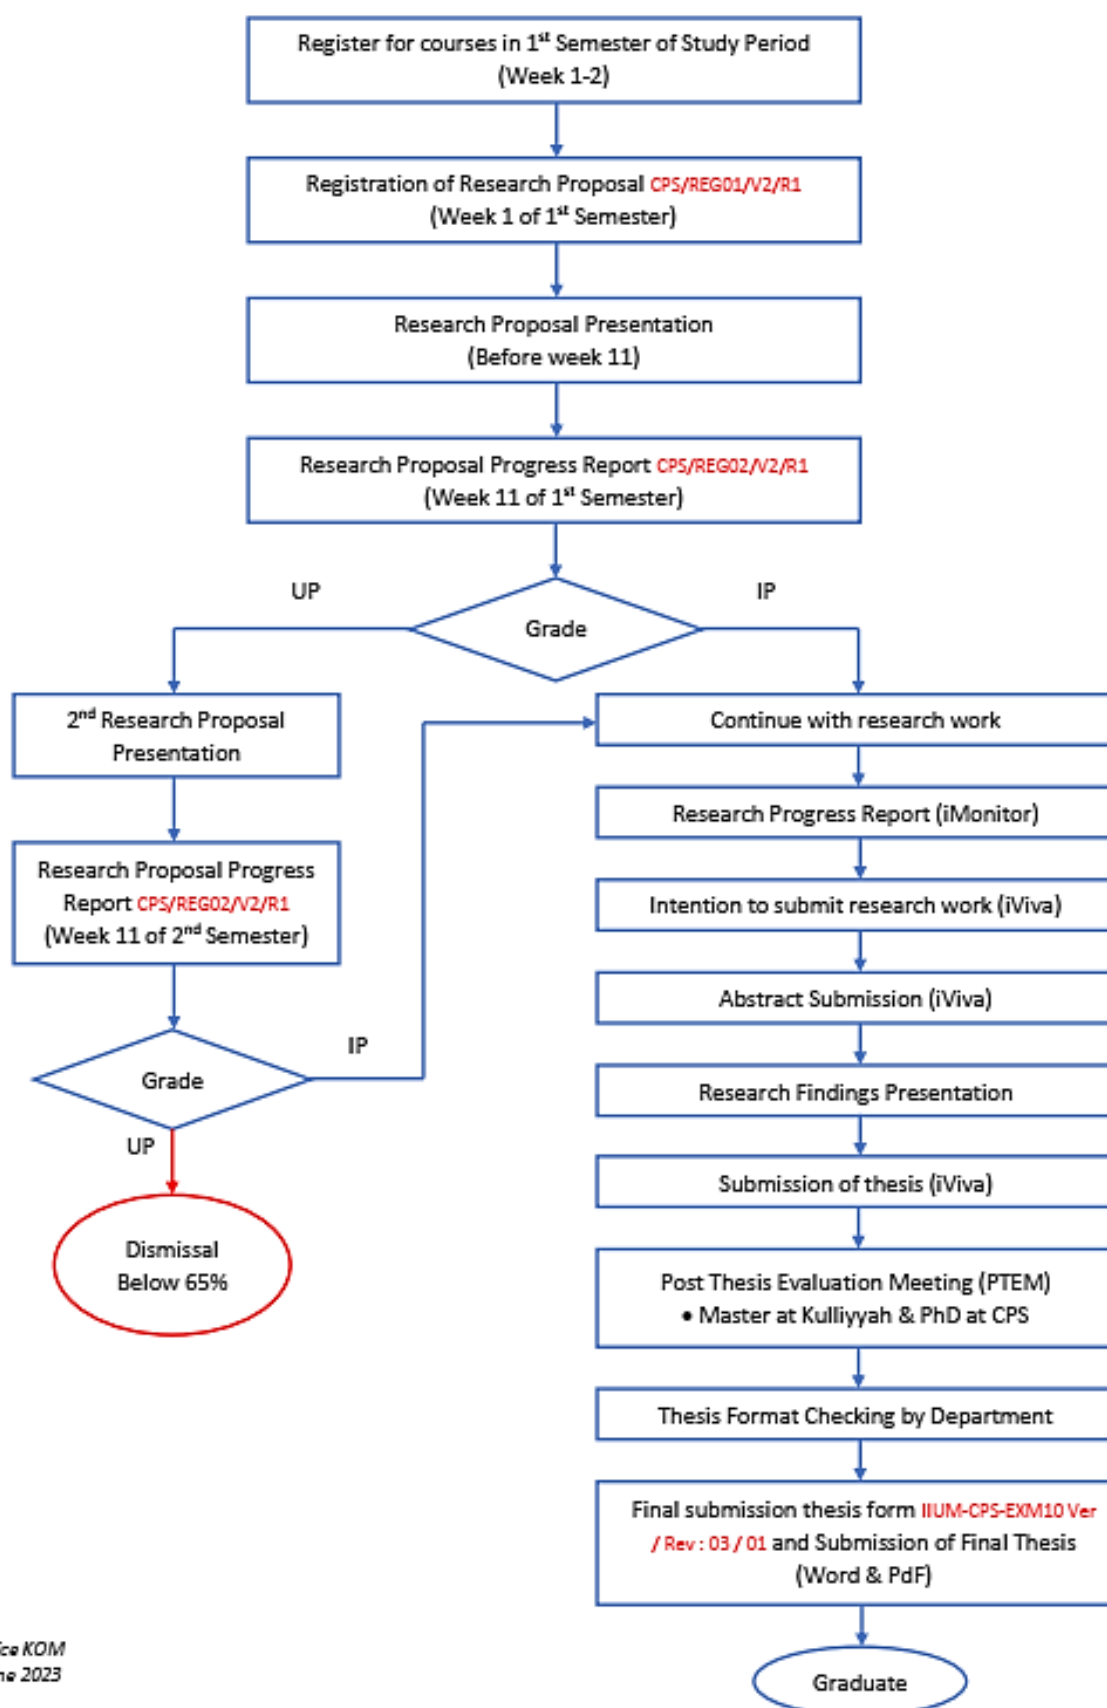 Register for courses in 1st Semester of Study Period
(Week 1-2)
Registration of Research Proposal CPS/REG01/V2/R1
(Week 1 of 1st Semester)
Research Proposal Presentation
(Before week 11)
Research Proposal Progress Report CPS/REG02/V2/R1
(Week 11 of 1st Semester)
UP
IP
Grade
2nd Research Proposal
Presentation
Research Proposal Progress
Report CPS/REG02/V2/R1
(Week 11 of 2nd Semester)
IP
Grade
UP
Dismissal
Below 65%
Continue with research work
Research Progress Report (iMonitor)
Intention to submit research work (iViva)
Abstract Submission (iViva)
Research Findings Presentation
Submission of thesis (iViva)
Post Thesis Evaluation Meeting (PTEM)
• Master at Kulliyyah & PhD at CPS
Thesis Format Checking by Department
Final submission thesis form IIUM-CPS-EXM10 Ver
/ Rev : 03 / 01 and Submission of Final Thesis
(Word & PdF)
Graduate
KOM
2023